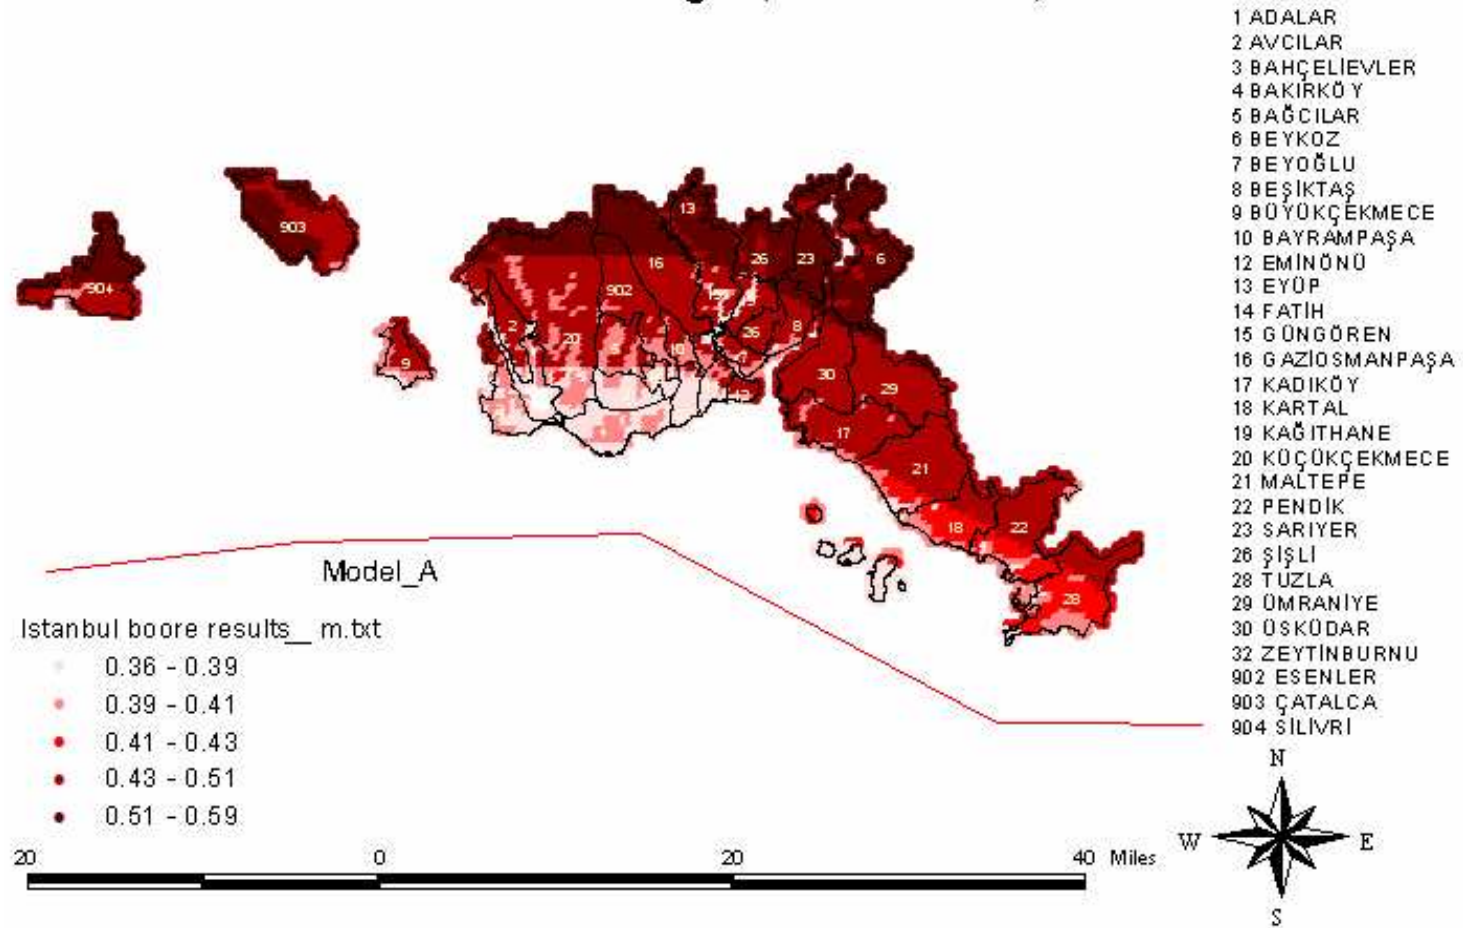 1 ADALAR
2 AVCILAR
3 BAHÇELİEVLER
4 BAKIRKÖY
5 BAĞCILAR
6 BEYKOZ
7 BEYOĞLU
8 BEŞİKTAŞ
9 BÜYÜKÇEKMECE
10 BAYRAMPAŞA
12 EMİNÖNÜ
13 EYÜP
14 FATİH
15 GÜNGÖREN
16 GAZİOSMANPAŞA
17 KADIKÖY
18 KARTAL
19 KAĞITHANE
20 KÜÇÜKÇEKMECE
21 MALTEPE
22 PENDİK
23 SARIYER
26 ŞİŞLİ
28 TUZLA
29 ÜMRANİYE
30 ÜSKÜDAR
32 ZEYTİNBURNU
902 ESENLER
903 ÇATALCA
904 SİLİVRİ
13
903
26
23
6
16
904
902
2
20
26
8
9
30
29
17
21
18
22
28
Model_A
Istanbul boore results__ m.txt
0.36 - 0.39
0.39 - 0.41
0.41 - 0.43
0.43 - 0.51
0.51 - 0.59
20 0 20 40 Miles
N
W E
S